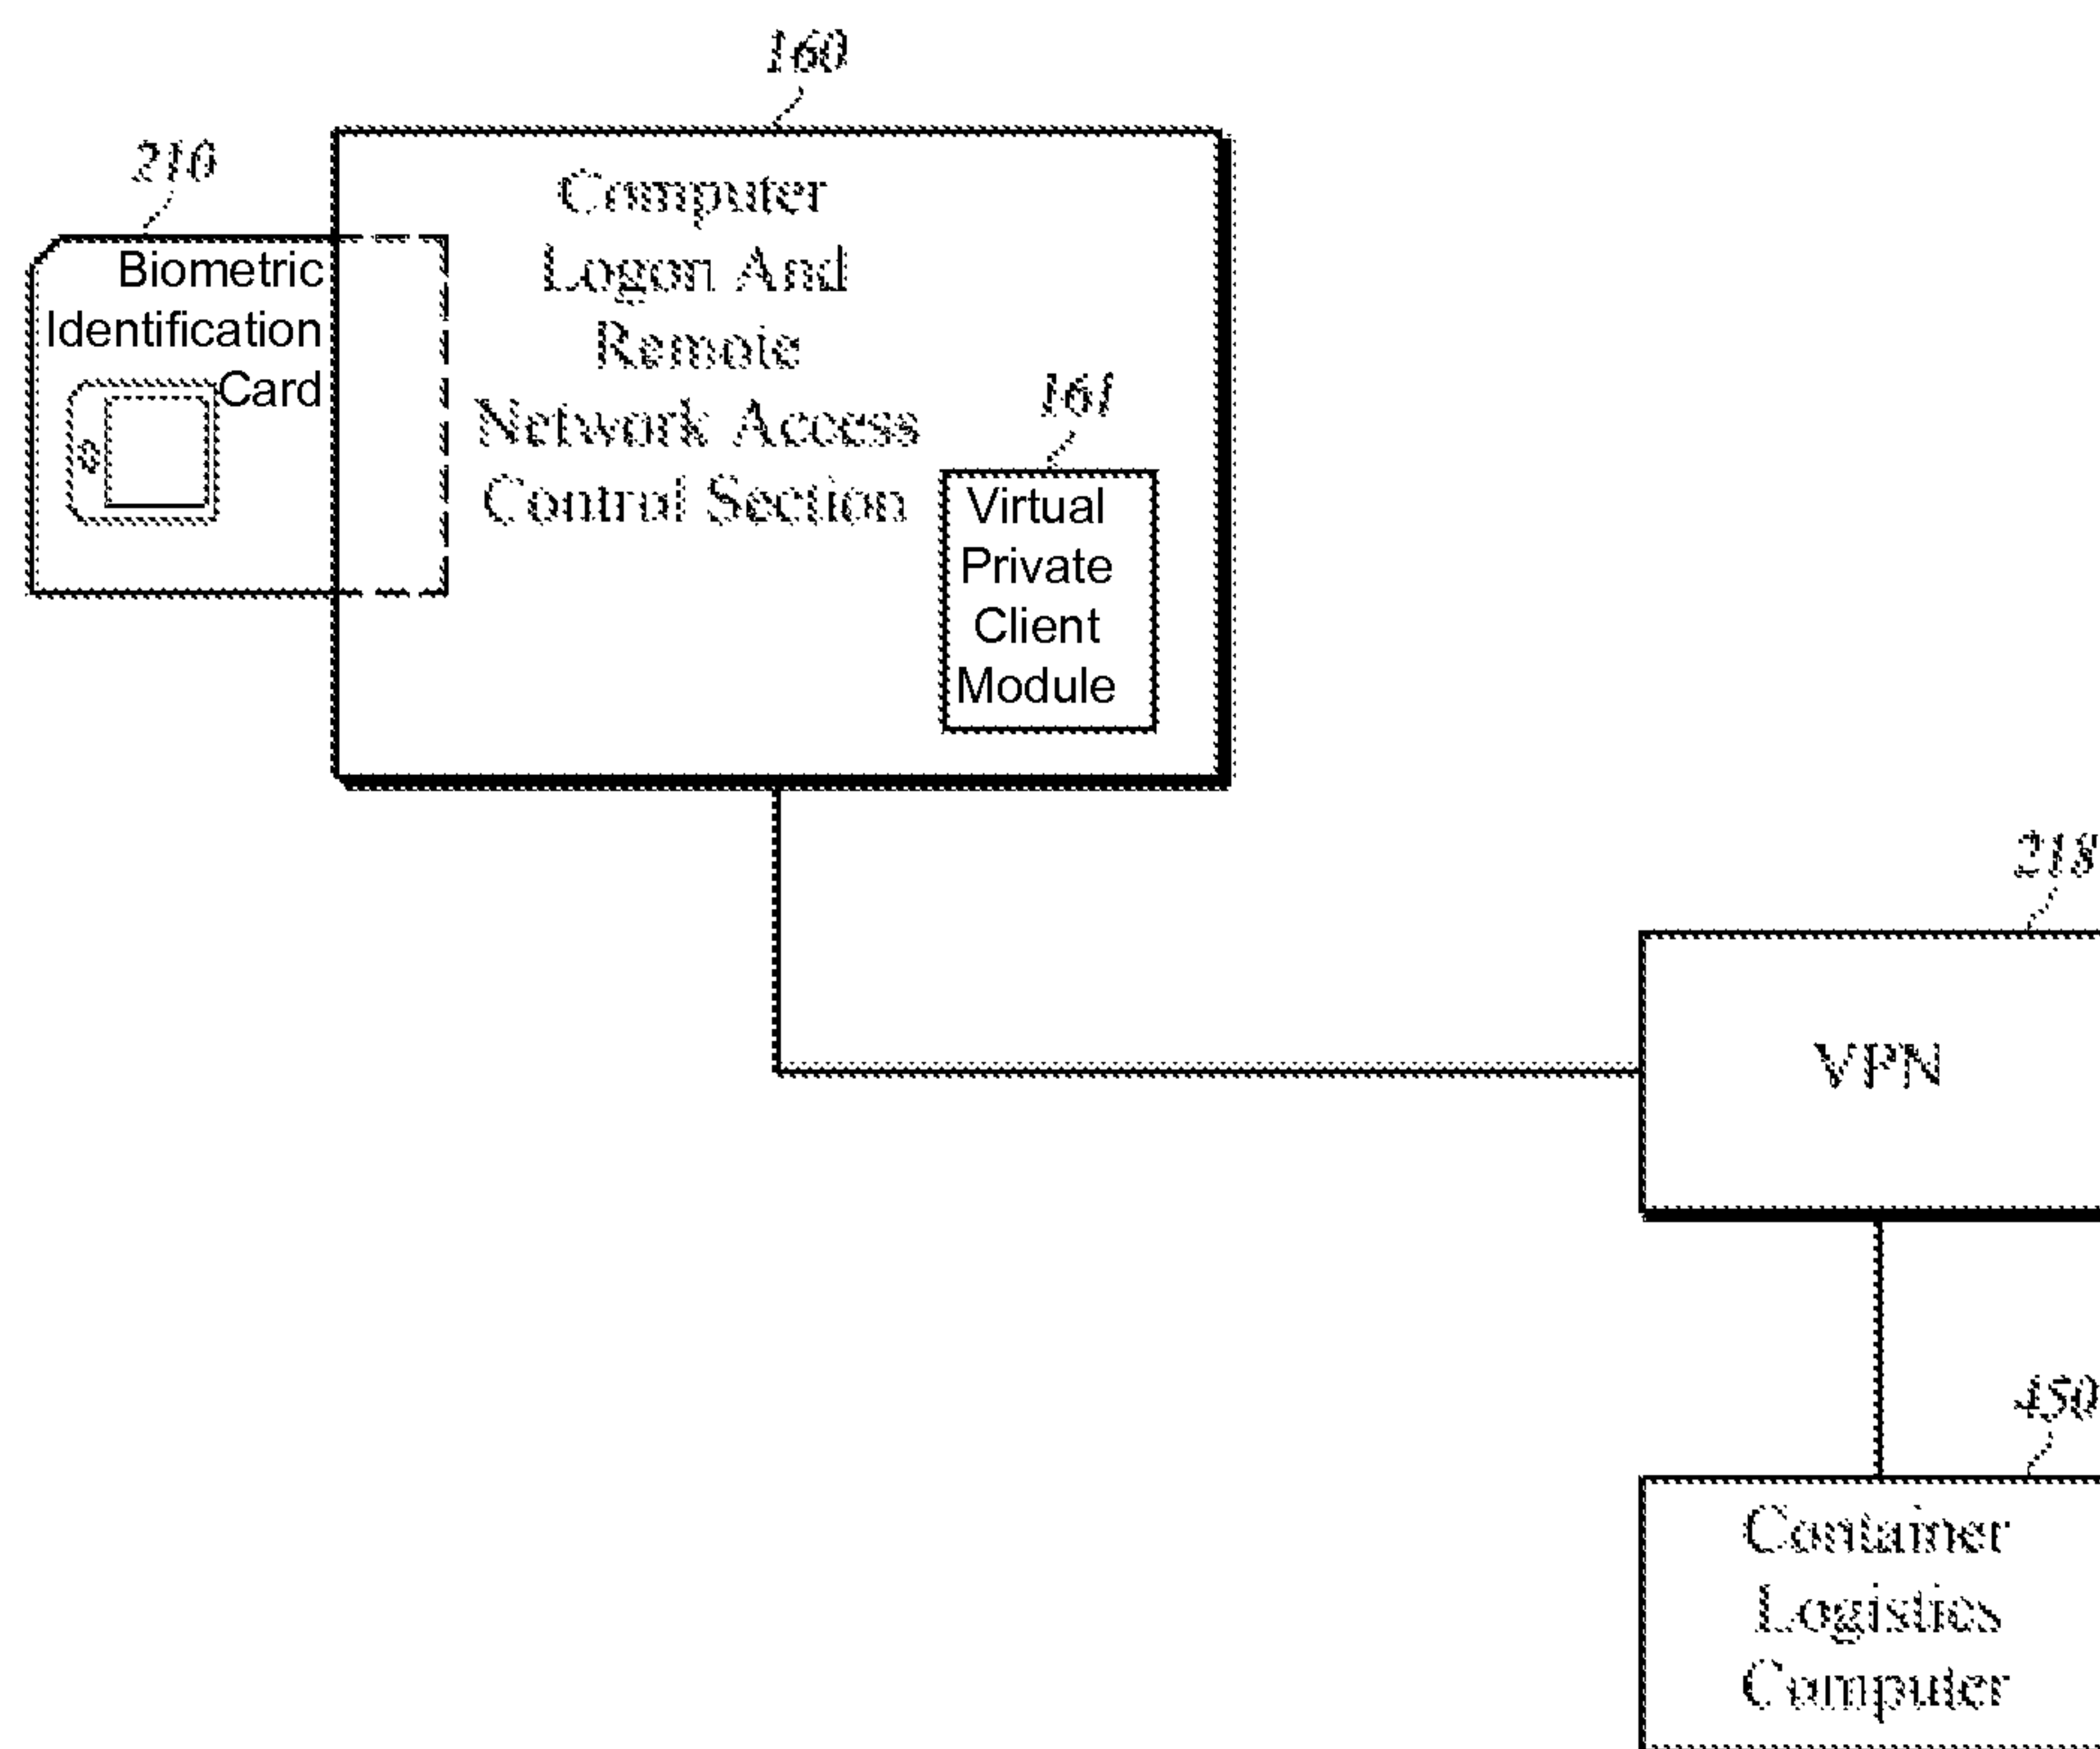 160
210
Computer
Logon And
Remote
Network Access
Control Section
Biometric
Identification
Card
161
Virtual
Private
Client
Module
218
VPN
450
Container
Logistics
Computer